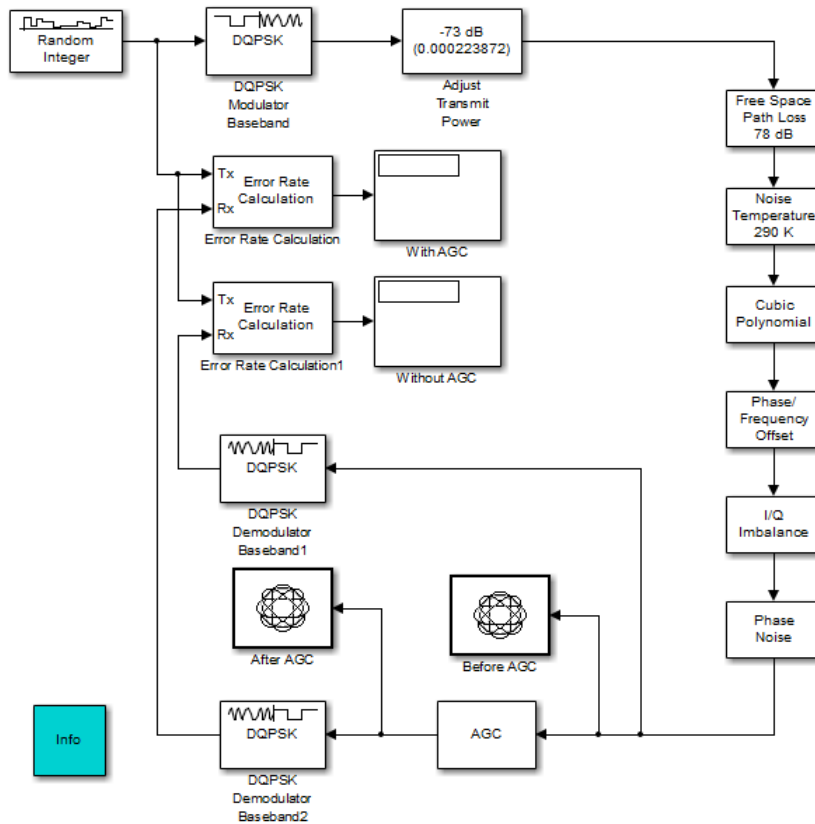 Random
Integer
DQPSK
DQPSK
Modulator
Baseband
-73 dB
(0.000223872)
Adjust
Transmit
Power
Free Space
Path Loss
78 dB
Tx
Rx
Error Rate
Calculation
Error Rate Calculation
With AGC
Noise
Temperature
290 K
Tx
Rx
Error Rate
Calculation
Error Rate Calculation1
Without AGC
Cubic
Polynomial
Phase/
Frequency
Offset
DQPSK
DQPSK
Demodulator
Baseband1
I/Q
Imbalance
After AGC
Before AGC
Phase
Noise
Info
DQPSK
DQPSK
Demodulator
Baseband2
AGC